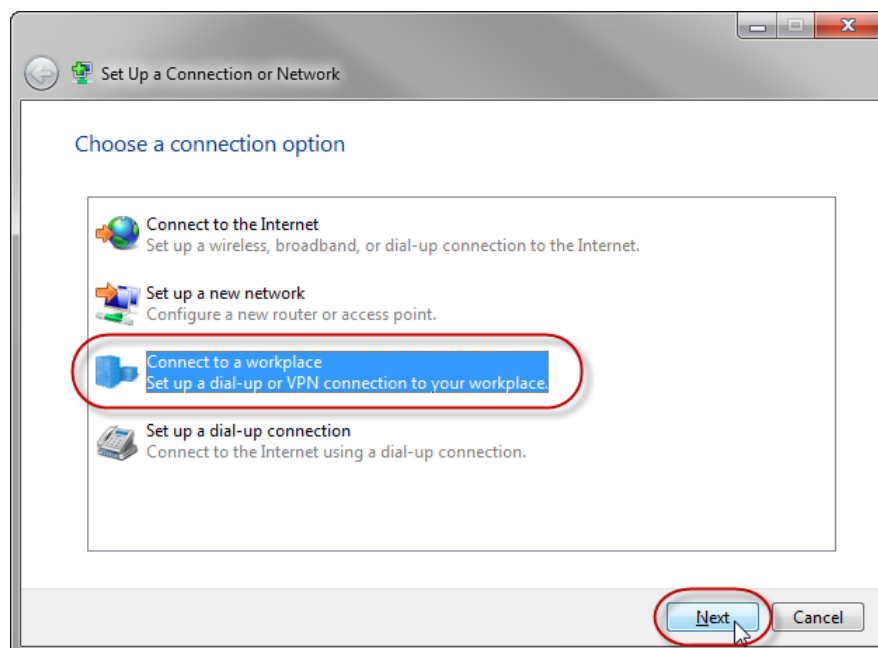 Set Up a Connection or Network
Choose a connection option
Connect to the Internet
Set up a wireless, broadband, or dial-up connection to the Internet.
Set up a new network
Configure a new router or access point.
Connect to a workplace
Set up a dial-up or VPN connection to your workplace.
Set up a dial-up connection
Connect to the Internet using a dial-up connection.
Next
Cancel